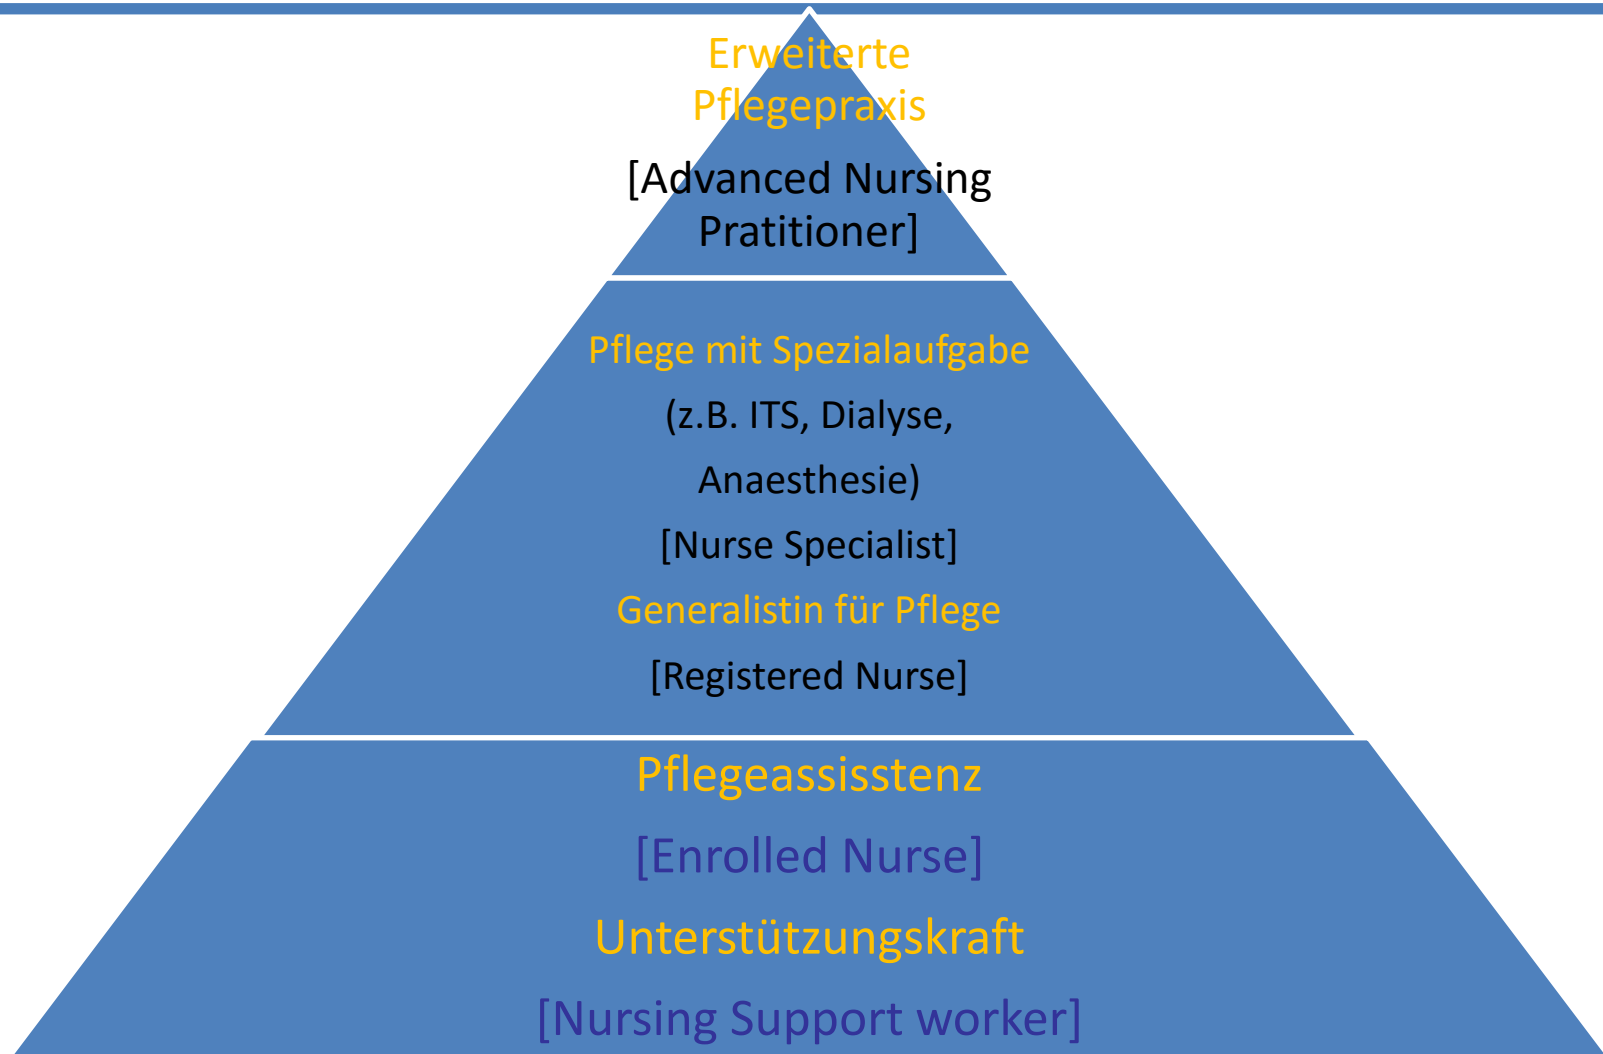 Erweiterte
Pflegepraxis
[Advanced Nursing
Pratitioner]
Pflege mit Spezialaufgabe
(z.B. ITS, Dialyse,
Anaesthesie)
[Nurse Specialist]
Generalistin für Pflege
[Registered Nurse]
Pflegeassisstenz
[Enrolled Nurse]
Unterstützungskraft
[Nursing Support worker]